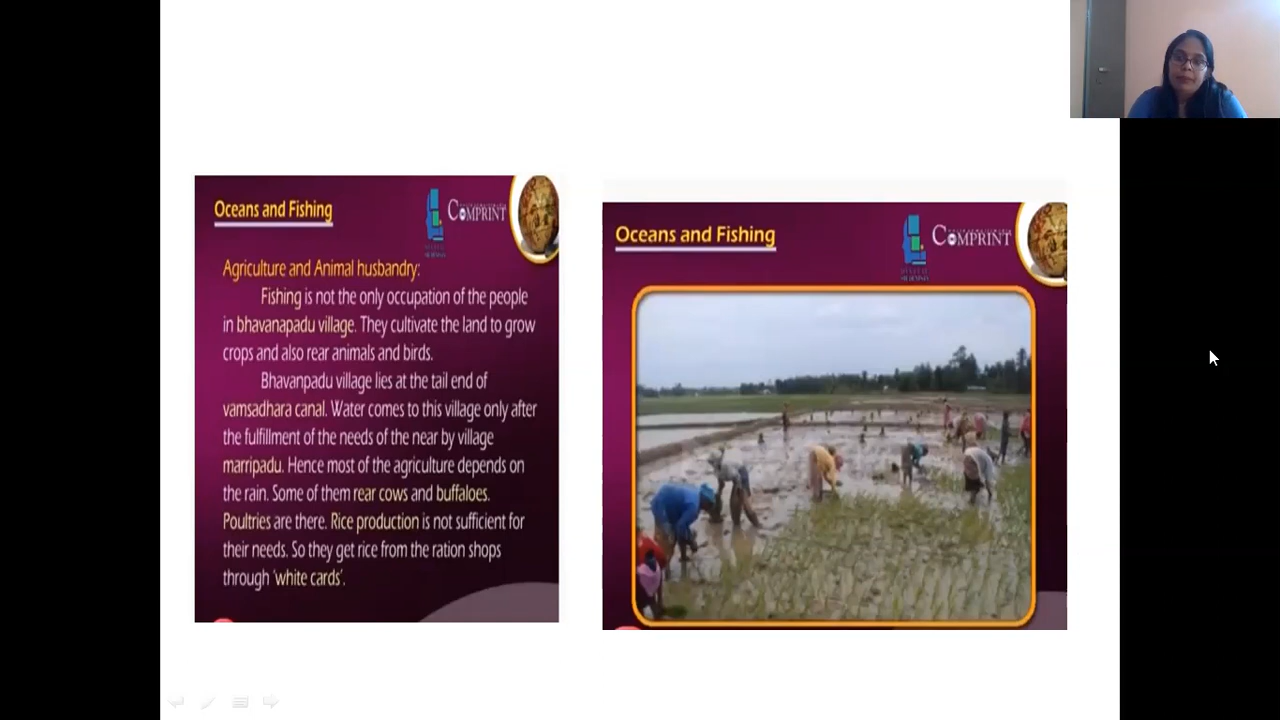 Oceans and Fishing
COMPRINT
Agriculture and Animal husbandry:
Fishing is not the only occupation of the people
in bhavanapadu village. They cultivate the land to grow
crops and also rear animals and birds.
Bhavanpadu village lies at the tail end of
vamsadhara canal. Water comes to this village only after
the fulfillment of the needs of the near by village
marripadu. Hence most of the agriculture depends on
the rain. Some of them rear cows and buffaloes.
Poultries are there. Rice production is not sufficient for
their needs. So they get rice from the ration shops
through 'white cards'.
Oceans and Fishing
COMPRINT